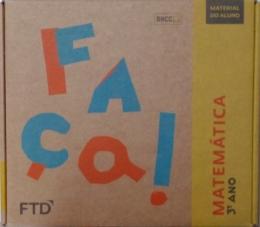 MATERIAL
DO ALUNO
BNCC
FAÇA!
MATEMÁTICA
3º ANO
FTD